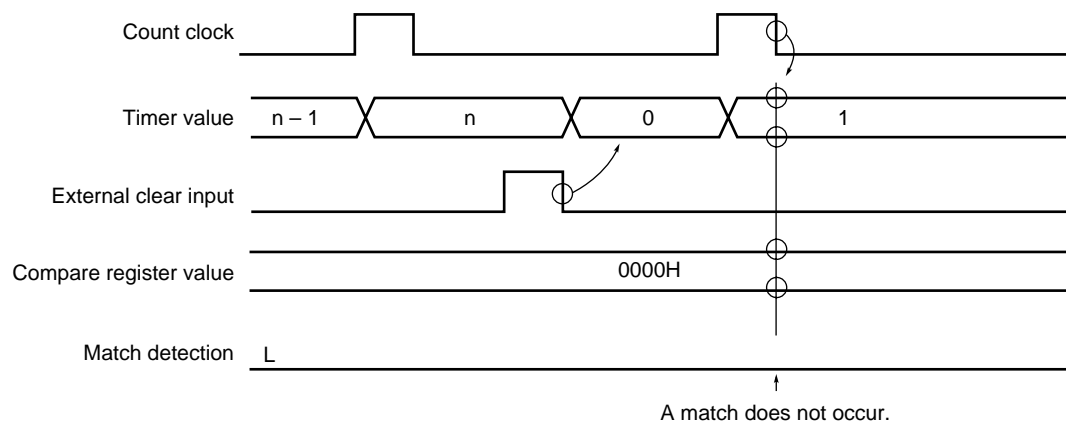 Count clock
Timer value n – 1 n 0 1
External clear input
Compare register value 0000H
Match detection L
A match does not occur.